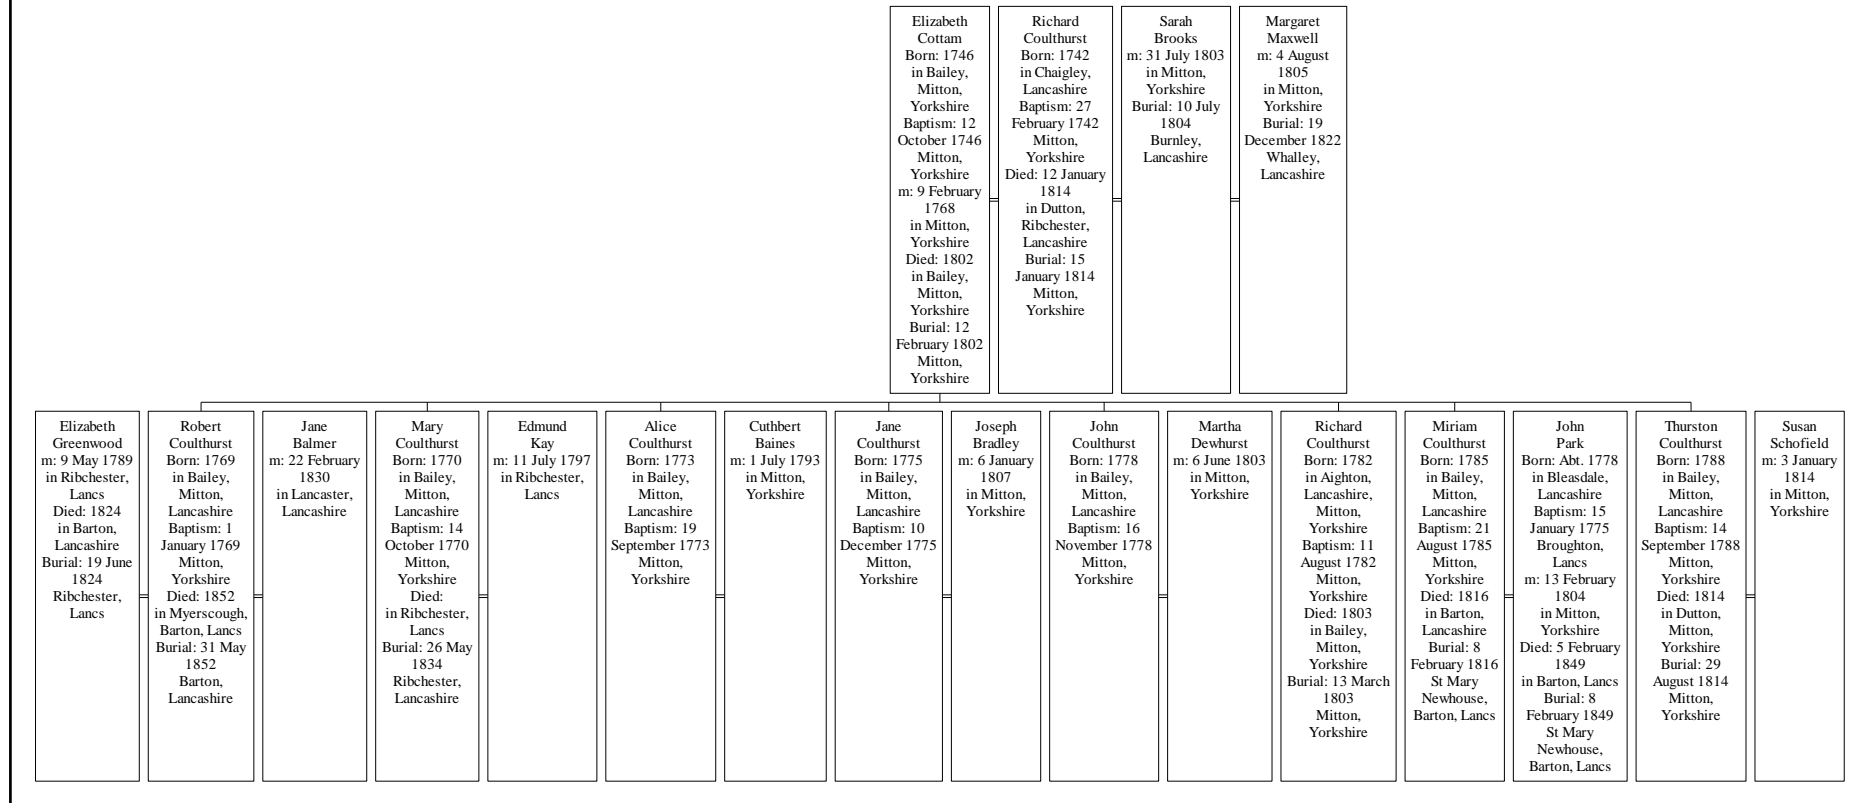 Elizabeth
Cottam
Born: 1746
in Bailey,
Mitton,
Yorkshire
Baptism: 12
October 1746
Mitton,
Yorkshire
m: 9 February
1768
in Mitton,
Yorkshire
Died: 1802
in Bailey,
Mitton,
Yorkshire
Burial: 12
February 1802
Mitton,
Yorkshire
Richard
Coulthurst
Born: 1742
in Chaigley,
Lancashire
Baptism: 27
February 1742
Mitton,
Yorkshire
Died: 12 January
1814
in Dutton,
Ribchester,
Lancashire
Burial: 15
January 1814
Mitton,
Yorkshire
Sarah
Brooks
m: 31 July 1803
in Mitton,
Yorkshire
Burial: 10 July
1804
Burnley,
Lancashire
Margaret
Maxwell
m: 4 August
1805
in Mitton,
Yorkshire
Burial: 19
December 1822
Whalley,
Lancashire
Elizabeth
Greenwood
m: 9 May 1789
in Ribchester,
Lancs
Died: 1824
in Barton,
Lancashire
Burial: 19 June
1824
Ribchester,
Lancs
Robert
Coulthurst
Born: 1769
in Bailey,
Mitton,
Lancashire
Baptism: 1
January 1769
Mitton,
Yorkshire
Died: 1852
in Myerscough,
Barton, Lancs
Burial: 31 May
1852
Barton,
Lancashire
Jane
Balmer
m: 22 February
1830
in Lancaster,
Lancashire
Mary
Coulthurst
Born: 1770
in Bailey,
Mitton,
Lancashire
Baptism: 14
October 1770
Mitton,
Yorkshire
Died:
in Ribchester,
Lancs
Burial: 26 May
1834
Ribchester,
Lancashire
Edmund
Kay
m: 11 July 1797
in Ribchester,
Lancs
Alice
Coulthurst
Born: 1773
in Bailey,
Mitton,
Lancashire
Baptism: 19
September 1773
Mitton,
Yorkshire
Cuthbert
Baines
m: 1 July 1793
in Mitton,
Yorkshire
Jane
Coulthurst
Born: 1775
in Bailey,
Mitton,
Lancashire
Baptism: 10
December 1775
Mitton,
Yorkshire
Joseph
Bradley
m: 6 January
1807
in Mitton,
Yorkshire
John
Coulthurst
Born: 1778
in Bailey,
Mitton,
Lancashire
Baptism: 16
November 1778
Mitton,
Yorkshire
Martha
Dewhurst
m: 6 June 1803
in Mitton,
Yorkshire
Richard
Coulthurst
Born: 1782
in Aighton,
Lancashire,
Mitton,
Yorkshire
Baptism: 11
August 1782
Mitton,
Yorkshire
Died: 1803
in Bailey,
Mitton,
Yorkshire
Burial: 13 March
1803
Mitton,
Yorkshire
Miriam
Coulthurst
Born: 1785
in Bailey,
Mitton,
Lancashire
Baptism: 21
August 1785
Mitton,
Yorkshire
Died: 1816
in Barton,
Lancashire
Burial: 8
February 1816
St Mary
Newhouse,
Barton, Lancs
John
Park
Born: Abt. 1778
in Bleasdale,
Lancashire
Baptism: 15
January 1775
Broughton,
Lancs
m: 13 February
1804
in Mitton,
Yorkshire
Died: 5 February
1849
in Barton, Lancs
Burial: 8
February 1849
St Mary
Newhouse,
Barton, Lancs
Thurston
Coulthurst
Born: 1788
in Bailey,
Mitton,
Lancashire
Baptism: 14
September 1788
Mitton,
Yorkshire
Died: 1814
in Dutton,
Mitton,
Yorkshire
Burial: 29
August 1814
Mitton,
Yorkshire
Susan
Schofield
m: 3 January
1814
in Mitton,
Yorkshire